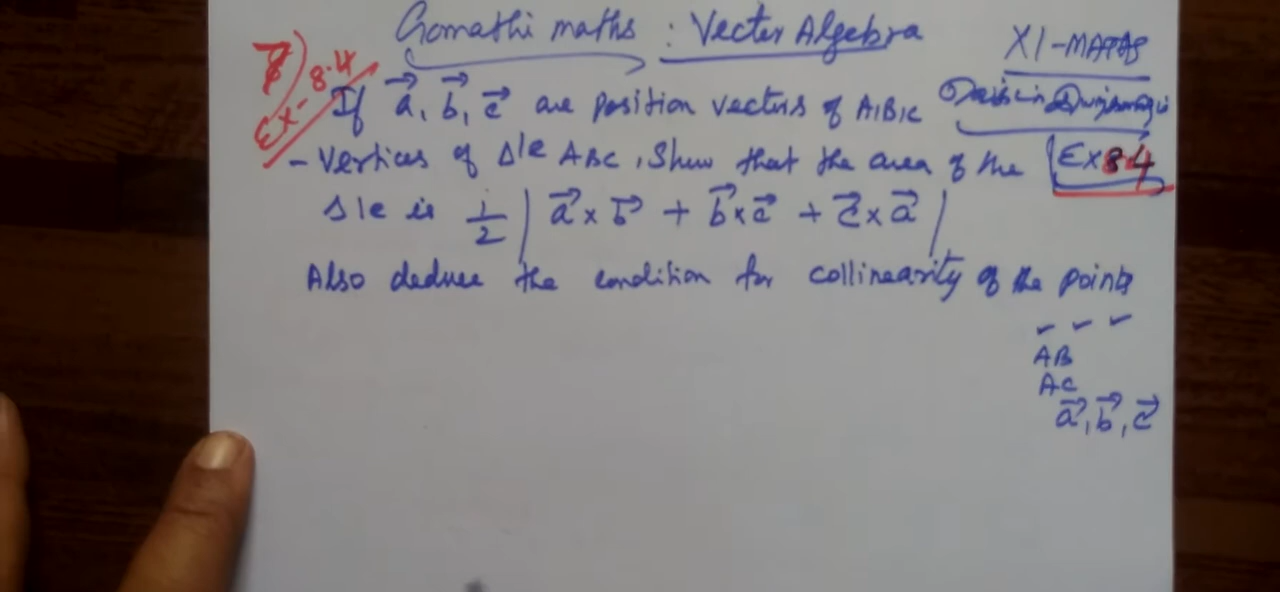 Gomathi maths : Vector Algebra
XI-MATHS
7)
Ex-8.4
If a⃗, b⃗, c⃗ are position vectors of A,B,C
- Vertices of Δle ABC, Show that the area of the
Ex 8.4
Δle is 1/2 | a⃗ × b⃗ + b⃗ × c⃗ + c⃗ × a⃗ |
Also deduce the condition for collinearity of the points
AB
AC
a⃗, b⃗, c⃗